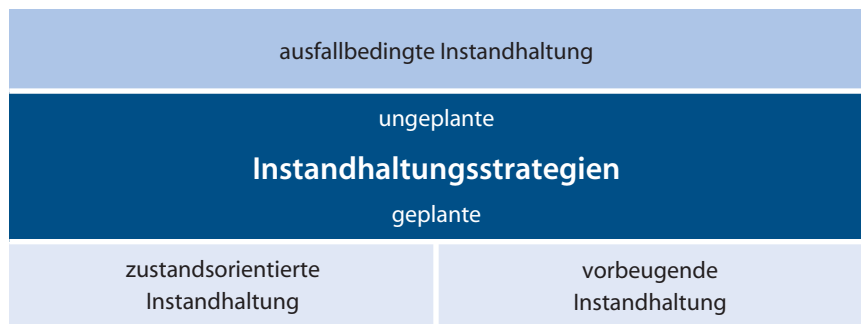 ausfallbedingte Instandhaltung
ungeplante
Instandhaltungsstrategien
geplante
zustandsorientierte
Instandhaltung
vorbeugende
Instandhaltung